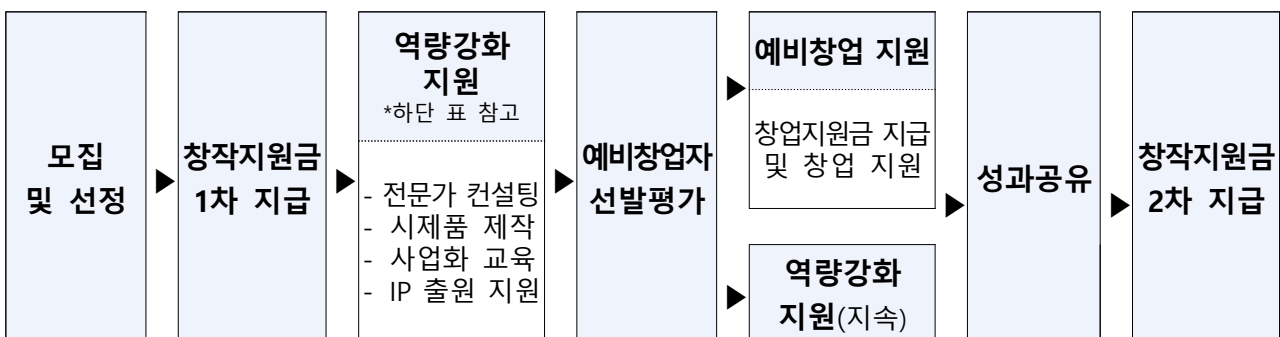 모집
및 선정
창작지원금
1차 지급
역량강화
지원
*하단 표 참고
- 전문가 컨설팅
- 시제품 제작
- 사업화 교육
- IP 출원 지원
예비창업자
선발평가
예비창업 지원
창업지원금 지급
및 창업 지원
역량강화
지원(지속)
성과공유
창작지원금
2차 지급